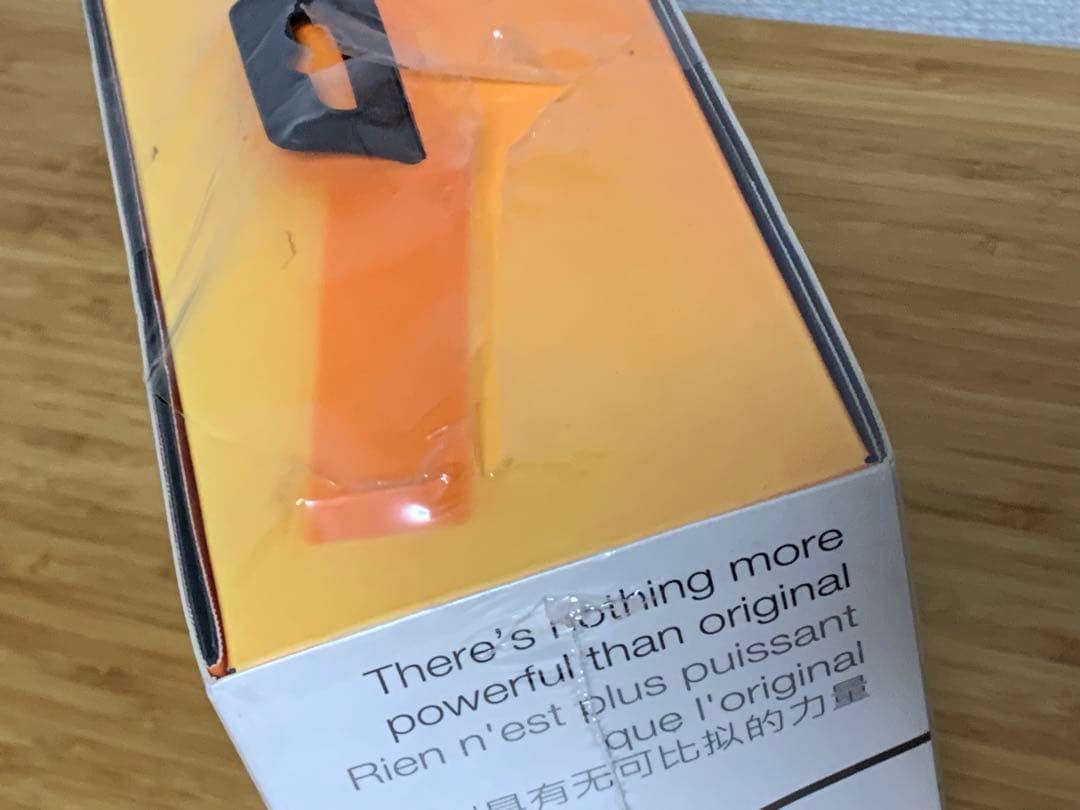 There's nothing more
powerful than original
Rien n'est plus puissant
que l'original
具有无可比拟的力量